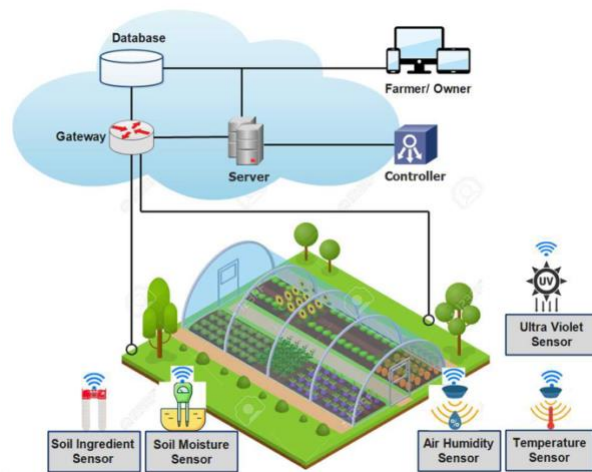 Database
Farmer/ Owner
Gateway
Server
Controller
UV
Ultra Violet
Sensor
Soil Ingredient
Sensor
Soil Moisture
Sensor
%
Air Humidity
Sensor
Temperature
Sensor